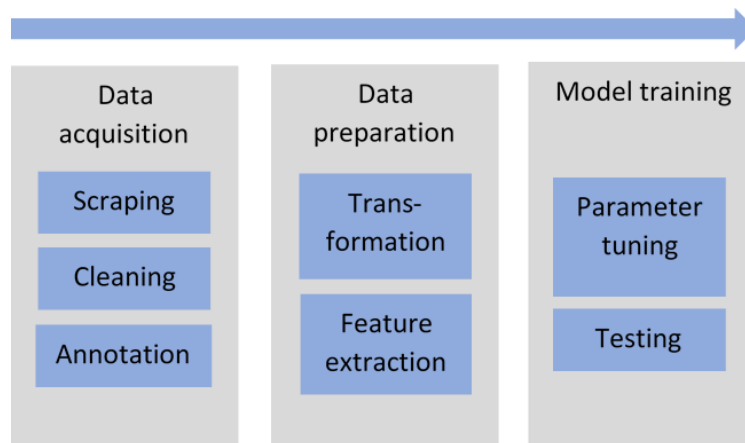 Data
acquisition
Scraping
Cleaning
Annotation
Data
preparation
Trans-
formation
Feature
extraction
Model training
Parameter
tuning
Testing